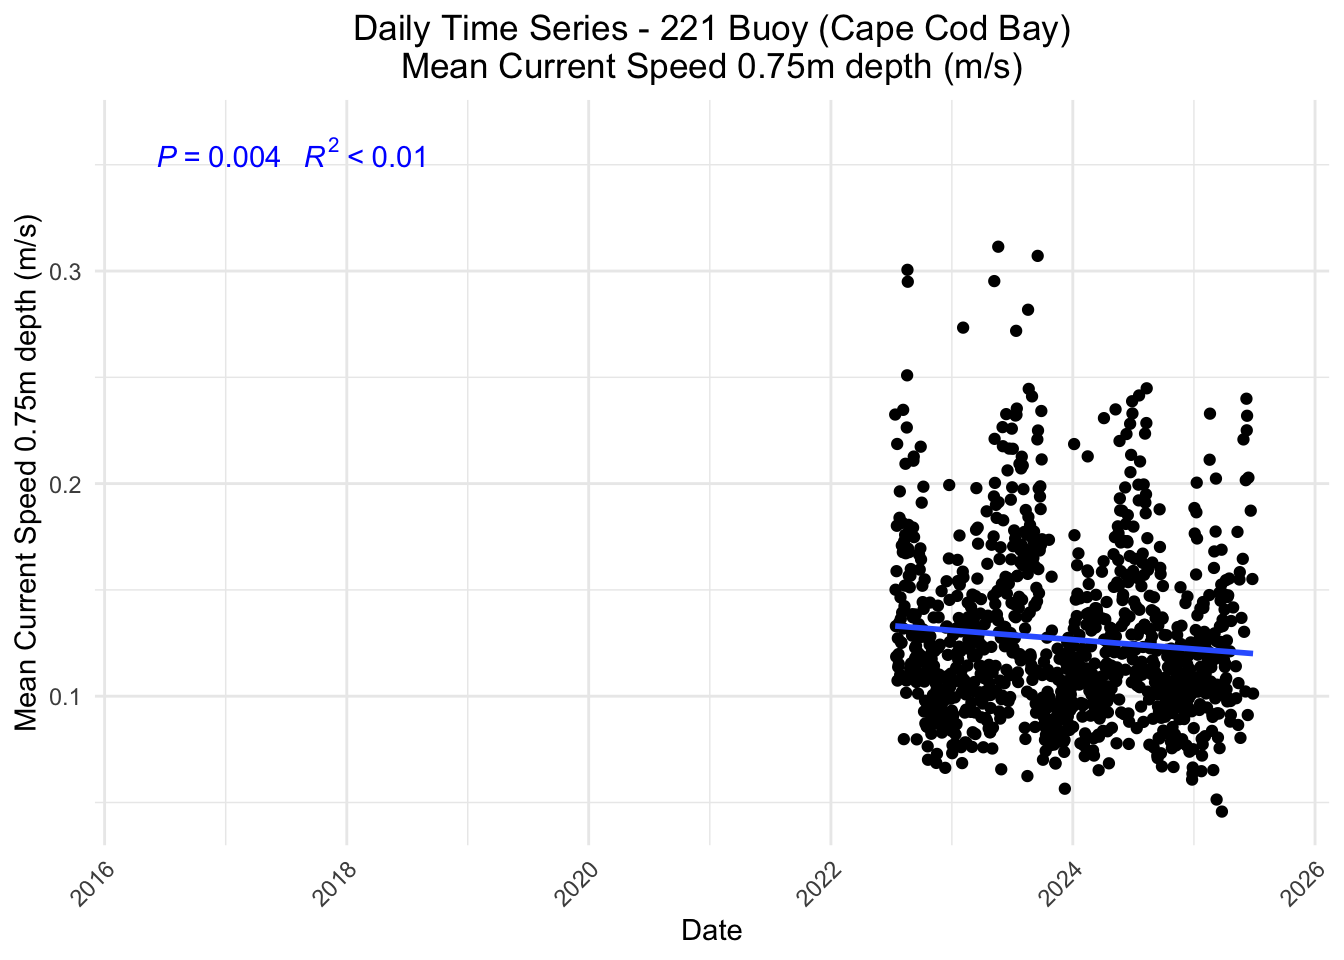 Daily Time Series - 221 Buoy (Cape Cod Bay)
Mean Current Speed 0.75m depth (m/s)
P = 0.004 R² < 0.01
Mean Current Speed 0.75m depth (m/s)
0.3
0.2
0.1
2016
2018
2020
2022
2024
2026
Date